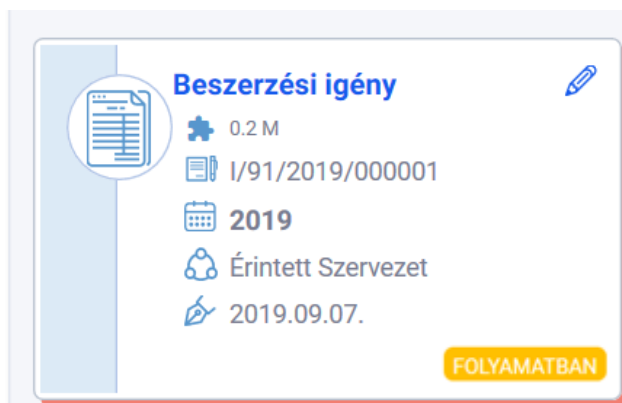 Beszerzési igény
0.2 M
I/91/2019/000001
2019
Érintett Szervezet
2019.09.07.
FOLYAMATBAN